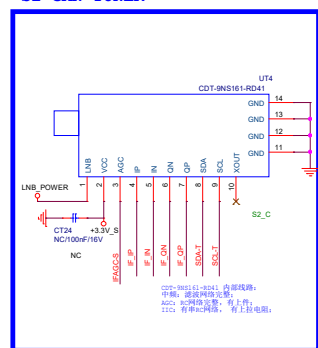 UT4
CDT-9NS161-RD41
GND 14
GND 13
GND 12
GND 11
LNB
VCC
AGC
IP
IN
QN
QP
SDA
SCL
XOUT
1
2
3
4
5
6
7
8
9
10
LNB_POWER
S2_C
CT24
+3.3V_S
NC/100nF/16V
NC
IFAGC-S
IF_IP
IF_IN
IF_QN
IF_QP
SDA-T
SCL-T
CDT-9NS161-RD41 内部线路:
中频: 滤波网络完整;
AGC: RC网络完整, 有上件;
IIC: 有串RC网络, 有上拉电阻;